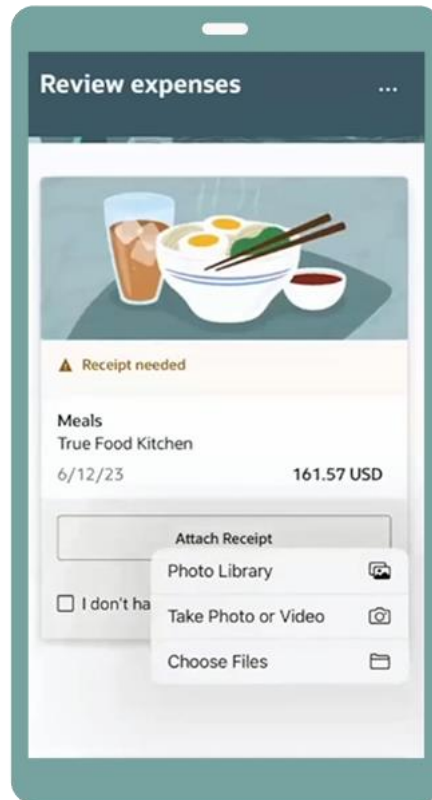 Review expenses
Receipt needed
Meals
True Food Kitchen
6/12/23 161.57 USD
Attach Receipt
Photo Library
I don't ha
Take Photo or Video
Choose Files